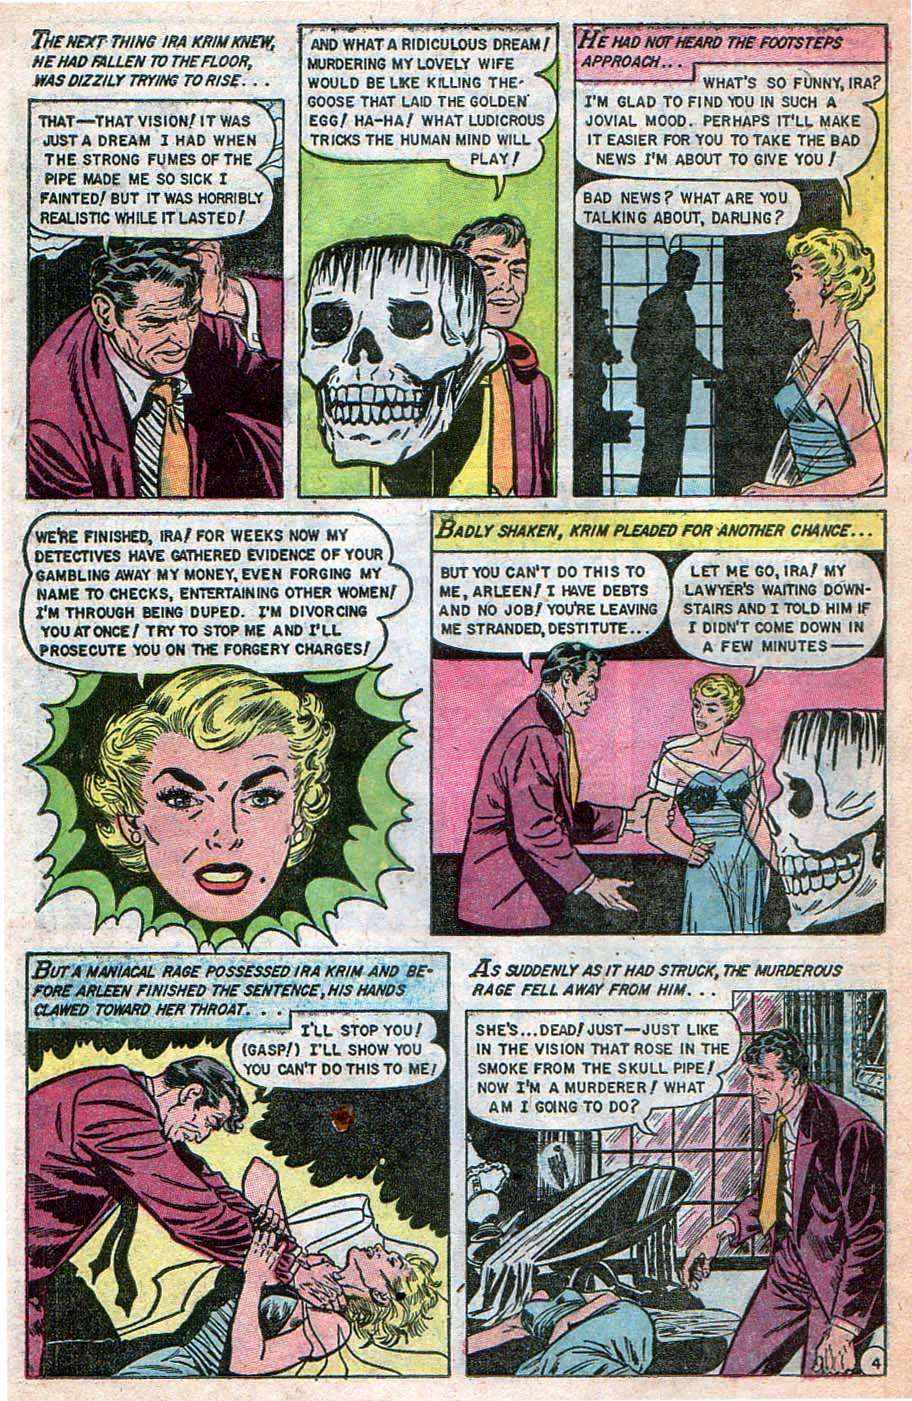 THE NEXT THING IRA KRIM KNEW,
HE HAD FALLEN TO THE FLOOR,
WAS DIZZILY TRYING TO RISE...
THAT—THAT VISION! IT WAS
JUST A DREAM I HAD WHEN
THE STRONG FUMES OF THE
PIPE MADE ME SO SICK I
FAINTED! BUT IT WAS HORRIBLY
REALISTIC WHILE IT LASTED!
AND WHAT A RIDICULOUS DREAM!
MURDERING MY LOVELY WIFE
WOULD BE LIKE KILLING THE
GOOSE THAT LAID THE GOLDEN
EGG! HA-HA! WHAT LUDICROUS
TRICKS THE HUMAN MIND WILL
PLAY!
HE HAD NOT HEARD THE FOOTSTEPS
APPROACH...
WHAT'S SO FUNNY, IRA?
I'M GLAD TO FIND YOU IN SUCH A
JOVIAL MOOD. PERHAPS IT'LL MAKE
IT EASIER FOR YOU TO TAKE THE BAD
NEWS I'M ABOUT TO GIVE YOU!
BAD NEWS? WHAT ARE YOU
TALKING ABOUT, DARLING?
WE'RE FINISHED, IRA! FOR WEEKS NOW MY
DETECTIVES HAVE GATHERED EVIDENCE OF YOUR
GAMBLING AWAY MY MONEY, EVEN FORGING MY
NAME TO CHECKS, ENTERTAINING OTHER WOMEN!
I'M THROUGH BEING DUPED. I'M DIVORCING
YOU AT ONCE! TRY TO STOP ME AND I'LL
PROSECUTE YOU ON THE FORGERY CHARGES!
BADLY SHAKEN, KRIM PLEADED FOR ANOTHER CHANCE...
BUT YOU CAN'T DO THIS TO
ME, ARLEEN! I HAVE DEBTS
AND NO JOB! YOU'RE LEAVING
ME STRANDED, DESTITUTE...
LET ME GO, IRA! MY
LAWYER'S WAITING DOWN-
STAIRS AND I TOLD HIM IF
I DIDN'T COME DOWN IN
A FEW MINUTES—
BUT A MANIACAL RAGE POSSESSED IRA KRIM AND BE-
FORE ARLEEN FINISHED THE SENTENCE, HIS HANDS
CLAWED TOWARD HER THROAT....
I'LL STOP YOU!
(GASP!) I'LL SHOW YOU
YOU CAN'T DO THIS TO ME!
AS SUDDENLY AS IT HAD STRUCK, THE MURDEROUS
RAGE FELL AWAY FROM HIM....
SHE'S...DEAD! JUST—JUST LIKE
IN THE VISION THAT ROSE IN THE
SMOKE FROM THE SKULL PIPE!
NOW I'M A MURDERER! WHAT
AM I GOING TO DO?
4